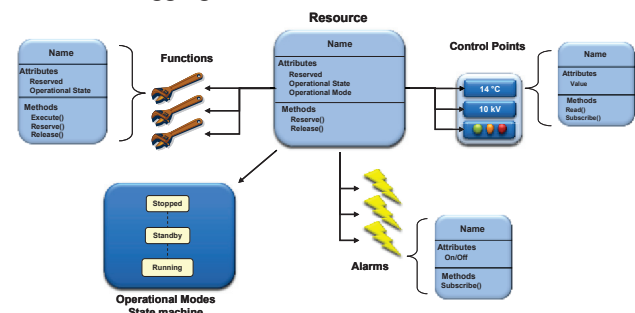 Resource
Name
Attributes
Reserved
Operational State
Operational Mode
Methods
Reserve()
Release()
Functions
Name
Attributes
Reserved
Operational State
Methods
Execute()
Reserve()
Release()
Control Points
14 °C
10 kV
Name
Attributes
Value
Methods
Read()
Subscribe()
Stopped
Standby
Running
Operational Modes
State machine
Alarms
Name
Attributes
On/Off
Methods
Subscribe()